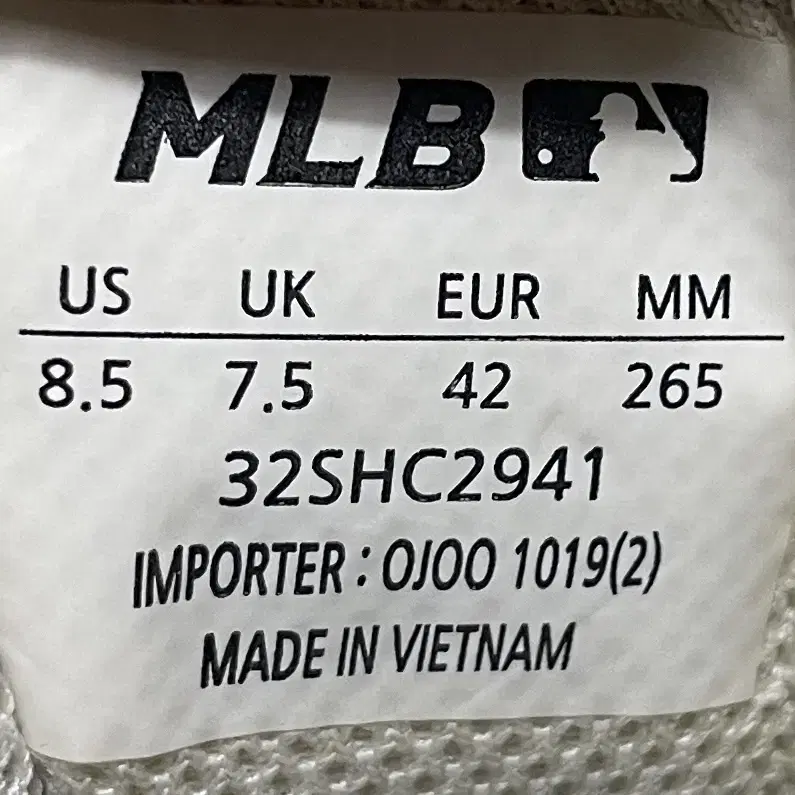 MLB
US UK EUR MM
8.5 7.5 42 265
32SHC2941
IMPORTER : OJOO 1019(2)
MADE IN VIETNAM